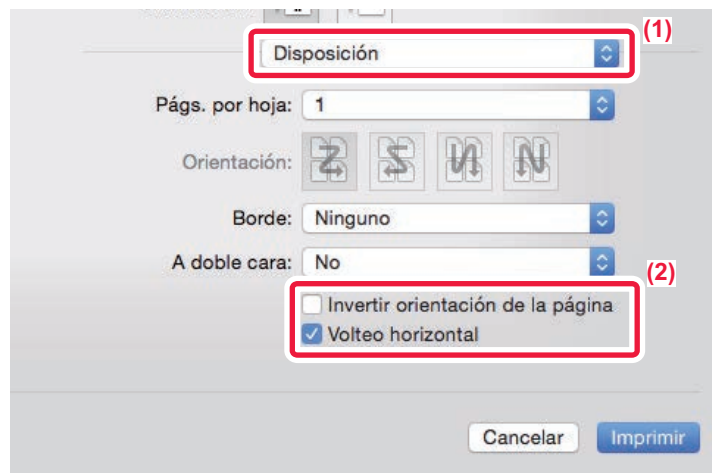 (1)
Disposición
Págs. por hoja: 1
Orientación:
Borde: Ninguno
A doble cara: No
(2)
Invertir orientación de la página
Volteo horizontal
Cancelar Imprimir